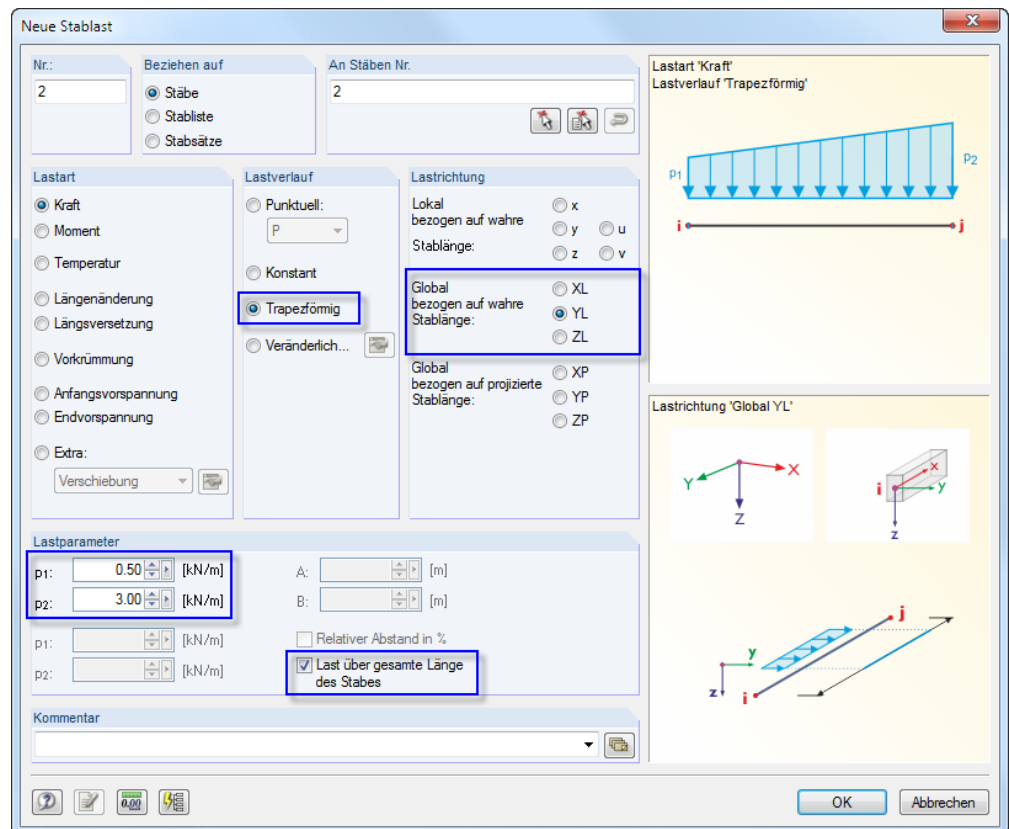 Neue Stablast
Nr.:
2
Beziehen auf
Stäbe
Stabliste
Stabsätze
An Stäben Nr.
2
Lastart
Kraft
Moment
Temperatur
Längenänderung
Längsversetzung
Vorkrümmung
Anfangsvorspannung
Endvorspannung
Extra:
Verschiebung
Lastverlauf
Punktuell:
P
Konstant
Trapezförmig
Veränderlich...
Lastrichtung
Lokal
bezogen auf wahre
Stablänge:
x
y
u
z
v
Global
bezogen auf wahre
Stablänge:
XL
YL
ZL
Global
bezogen auf projizierte
Stablänge:
XP
YP
ZP
Lastparameter
p1: 0.50 [kN/m]
p2: 3.00 [kN/m]
p1: [kN/m]
p2: [kN/m]
A: [m]
B: [m]
Relativer Abstand in %
Last über gesamte Länge
des Stabes
Kommentar
Lastart 'Kraft'
Lastverlauf 'Trapezförmig'
p1
p2
i
j
Lastrichtung 'Global YL'
Y
X
Z
i
x
y
z
y
z
i
j
0.00
OK
Abbrechen